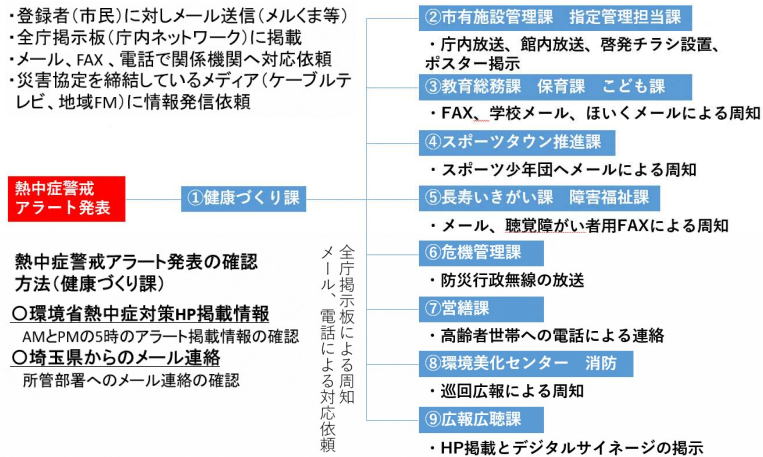 ・登録者(市民)に対しメール送信(メルくま等)
・全庁掲示板(庁内ネットワーク)に掲載
・メール、FAX 、電話で関係機関へ対応依頼
・災害協定を締結しているメディア(ケーブルテ
レビ、地域FM)に情報発信依頼
熱中症警戒
アラート発表
①健康づくり課
熱中症警戒アラート発表の確認
方法(健康づくり課)
〇環境省熱中症対策HP掲載情報
AMとPMの5時のアラート掲載情報の確認
〇埼玉県からのメール連絡
所管部署へのメール連絡の確認
全庁掲示板による周知
メール、電話による対応依頼
②市有施設管理課 指定管理担当課
・庁内放送、館内放送、啓発チラシ設置、
ポスター掲示
③教育総務課 保育課 こども課
・FAX、学校メール、ほいくメールによる周知
④スポーツタウン推進課
・スポーツ少年団へメールによる周知
⑤長寿いきがい課 障害福祉課
・メール、聴覚障がい者用FAXによる周知
⑥危機管理課
・防災行政無線の放送
⑦営繕課
・高齢者世帯への電話による連絡
⑧環境美化センター 消防
・巡回広報による周知
⑨広報広聴課
・HP掲載とデジタルサイネージの掲示